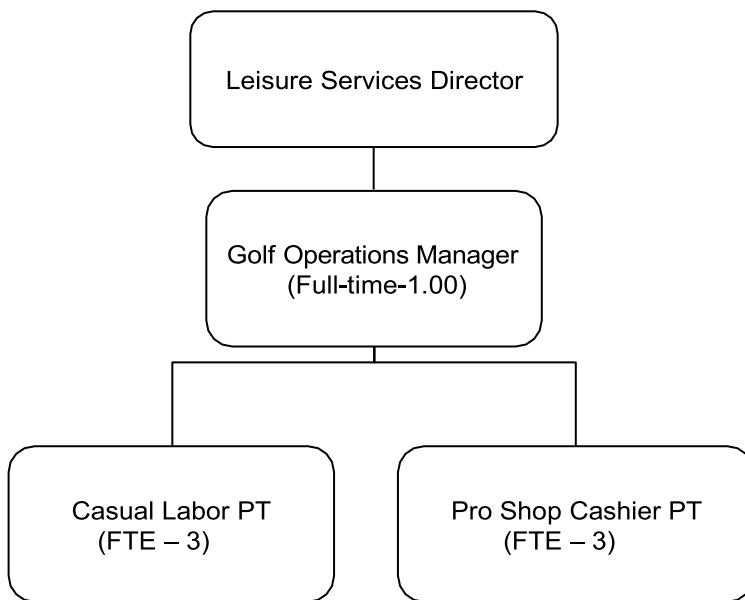 Leisure Services Director
Golf Operations Manager
(Full-time-1.00)
Casual Labor PT
(FTE – 3)
Pro Shop Cashier PT
(FTE – 3)